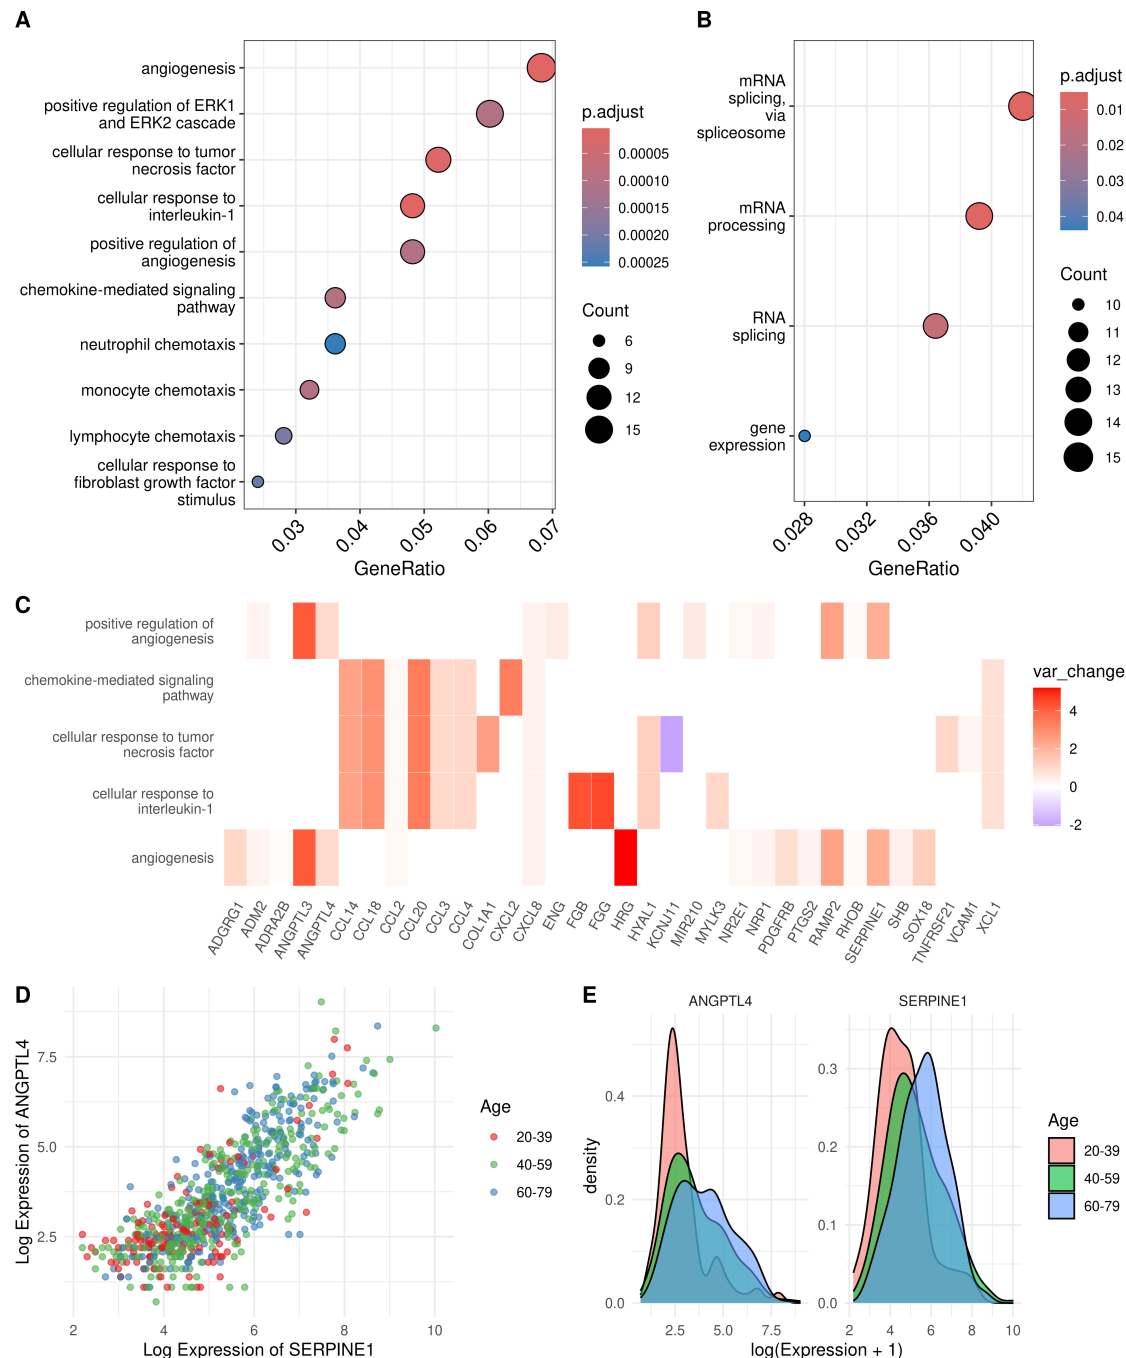 A
angiogenesis
positive regulation of ERK1
and ERK2 cascade
cellular response to tumor
necrosis factor
cellular response to
interleukin-1
positive regulation of
angiogenesis
chemokine-mediated signaling
pathway
neutrophil chemotaxis
monocyte chemotaxis
lymphocyte chemotaxis
cellular response to
fibroblast growth factor
stimulus
0.03
0.04
0.05
0.06
0.07
GeneRatio
p.adjust
0.00005
0.00010
0.00015
0.00020
0.00025
Count
6
9
12
15
B
mRNA
splicing,
via
spliceosome
mRNA
processing
RNA
splicing
gene
expression
0.028
0.032
0.036
0.040
GeneRatio
p.adjust
0.01
0.02
0.03
0.04
Count
10
11
12
13
14
15
C
positive regulation of
angiogenesis
chemokine-mediated signaling
pathway
cellular response to tumor
necrosis factor
cellular response to
interleukin-1
angiogenesis
ADGRG1
ADM2
ADRA2B
ANGPTL3
ANGPTL4
CCL14
CCL18
CCL2
CCL20
CCL3
CCL4
COL1A1
CXCL2
CXCL8
ENG
FGB
FGG
HRG
HYAL1
KCNJ11
MIR210
MYLK3
NR2E1
NRP1
PDGFRB
PTGS2
RAMP2
RHOB
SERPINE1
SHB
SOX18
TNFRSF21
VCAM1
XCL1
var_change
4
2
0
-2
D
Log Expression of ANGPTL4
7.5
5.0
2.5
2
4
6
8
10
Log Expression of SERPINE1
Age
20-39
40-59
60-79
E
ANGPTL4
SERPINE1
density
0.4
0.2
0.0
2.5
5.0
7.5
0.3
0.2
0.1
0.0
2
4
6
8
10
log(Expression + 1)
Age
20-39
40-59
60-79